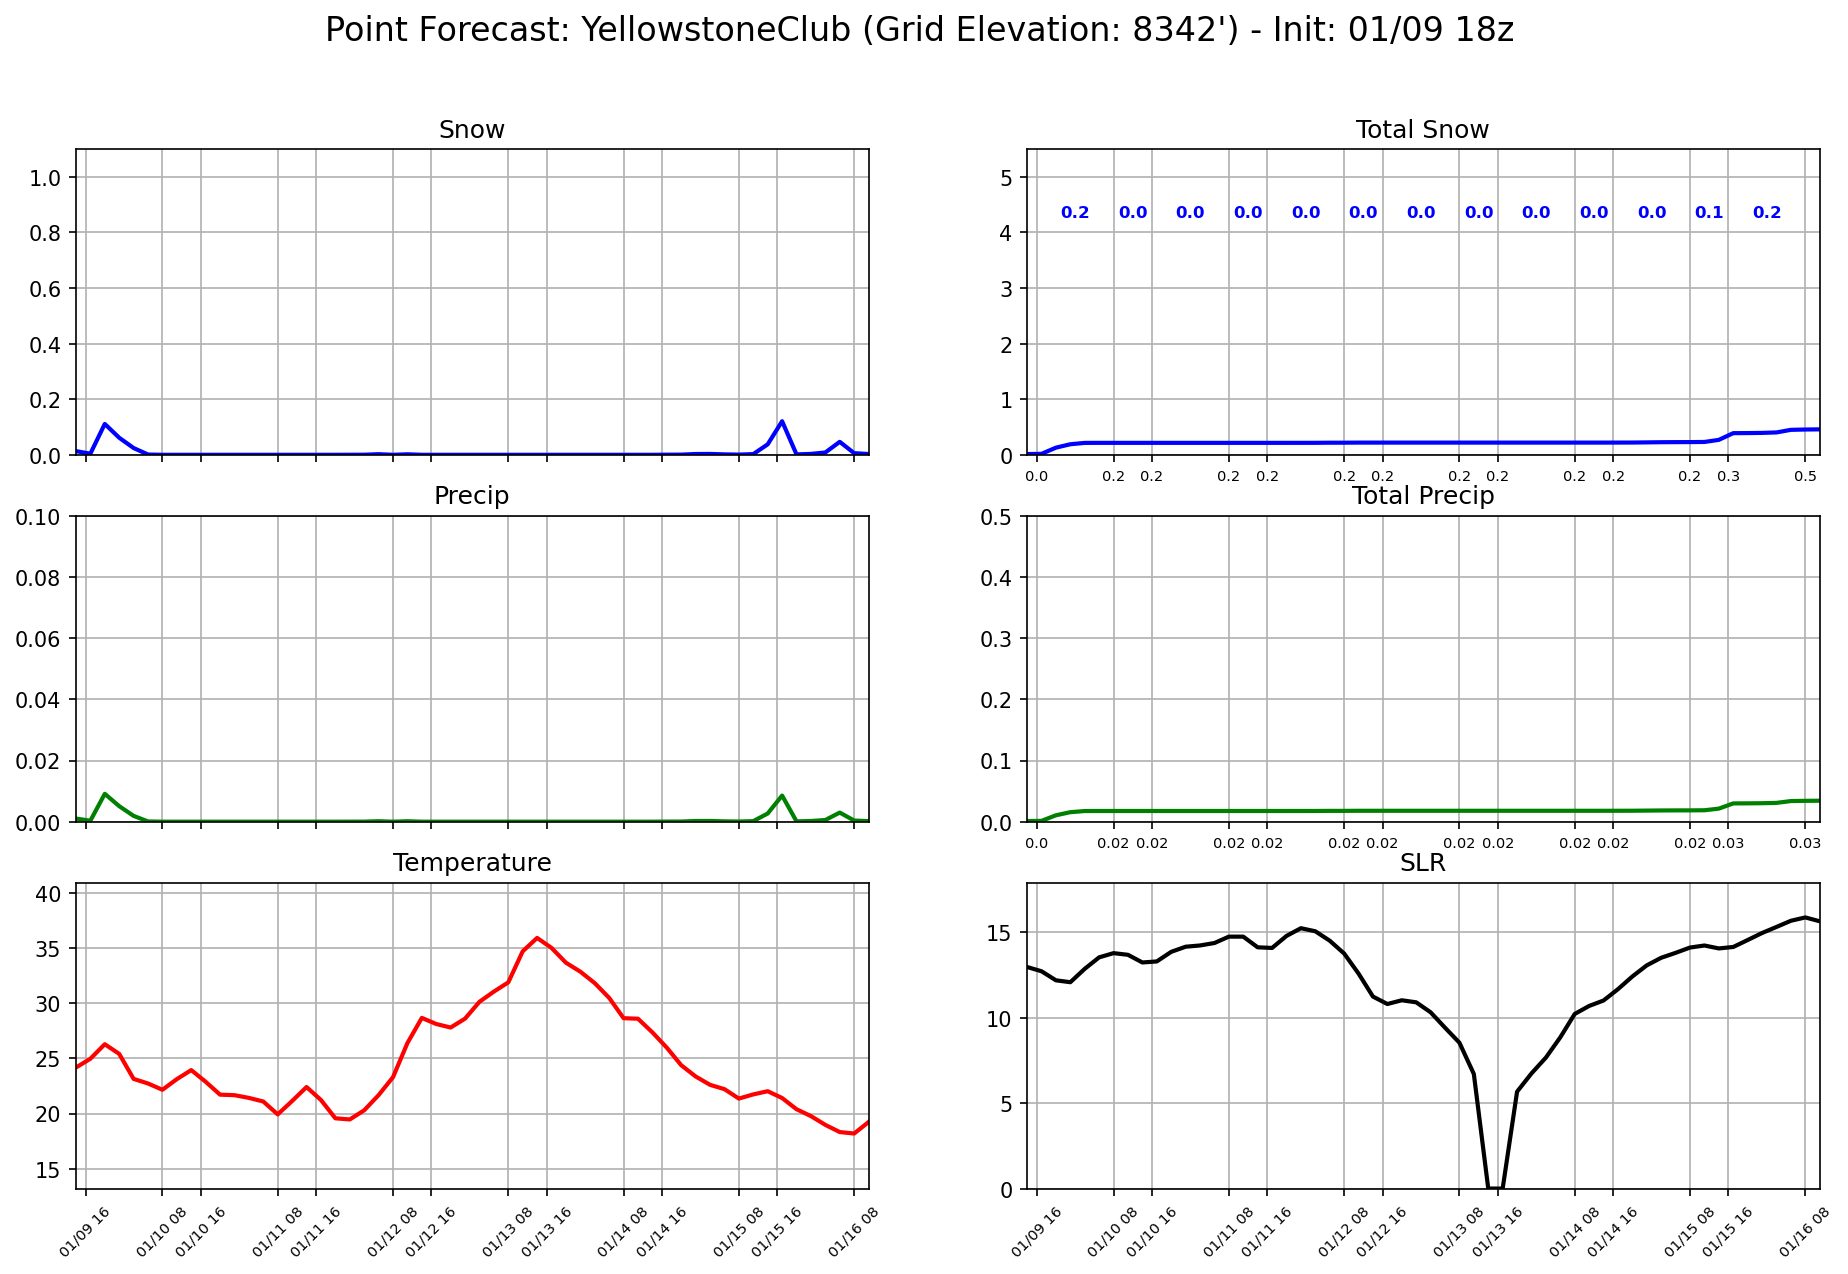 Point Forecast: YellowstoneClub (Grid Elevation: 8342') - Init: 01/09 18z
Snow
1.0
0.8
0.6
0.4
0.2
0.0
Total Snow
5
4
3
2
1
0
0.2 0.0 0.0 0.0 0.0 0.0 0.0 0.0 0.0 0.0 0.0 0.1 0.2
0.0 0.2 0.2 0.2 0.2 0.2 0.2 0.2 0.2 0.2 0.2 0.2 0.3 0.5
Precip
0.10
0.08
0.06
0.04
0.02
0.00
Total Precip
0.5
0.4
0.3
0.2
0.1
0.0
0.0 0.02 0.02 0.02 0.02 0.02 0.02 0.02 0.02 0.02 0.02 0.02 0.03 0.03
Temperature
40
35
30
25
20
15
01/09 16 01/10 08 01/10 16 01/11 08 01/11 16 01/12 08 01/12 16 01/13 08 01/13 16 01/14 08 01/14 16 01/15 08 01/15 16 01/16 08
SLR
15
10
5
0
01/09 16 01/10 08 01/10 16 01/11 08 01/11 16 01/12 08 01/12 16 01/13 08 01/13 16 01/14 08 01/14 16 01/15 08 01/15 16 01/16 08